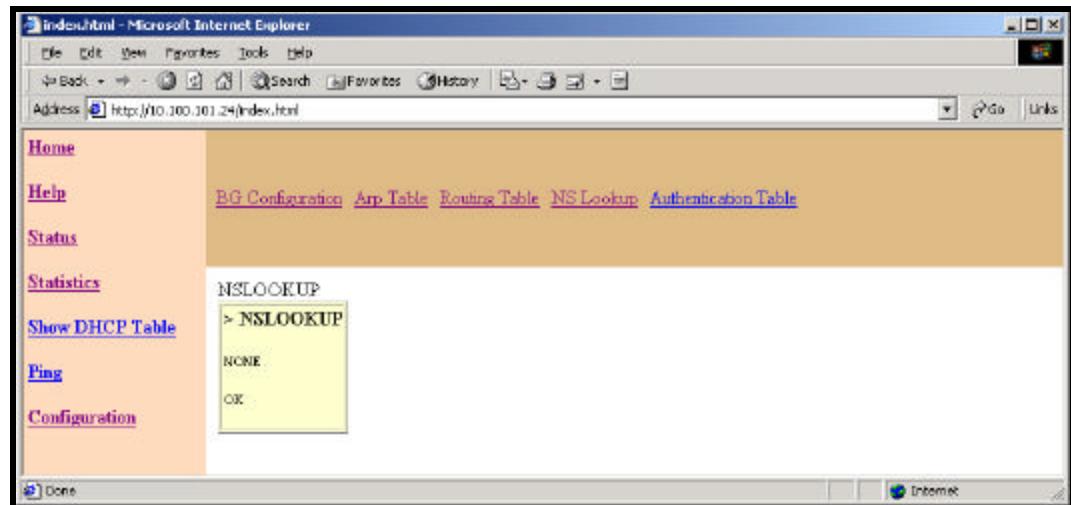 index.html - Microsoft Internet Explorer
File Edit View Favorites Tools Help
Back Search Favorites History
Address http://10.100.101.24/index.html Go Links
Home
Help
Status
Statistics
Show DHCP Table
Ping
Configuration
BG Configuration Arp Table Routing Table NS Lookup Authentication Table
NSLOOKUP
> NSLOOKUP
NONE
OK
Done Internet